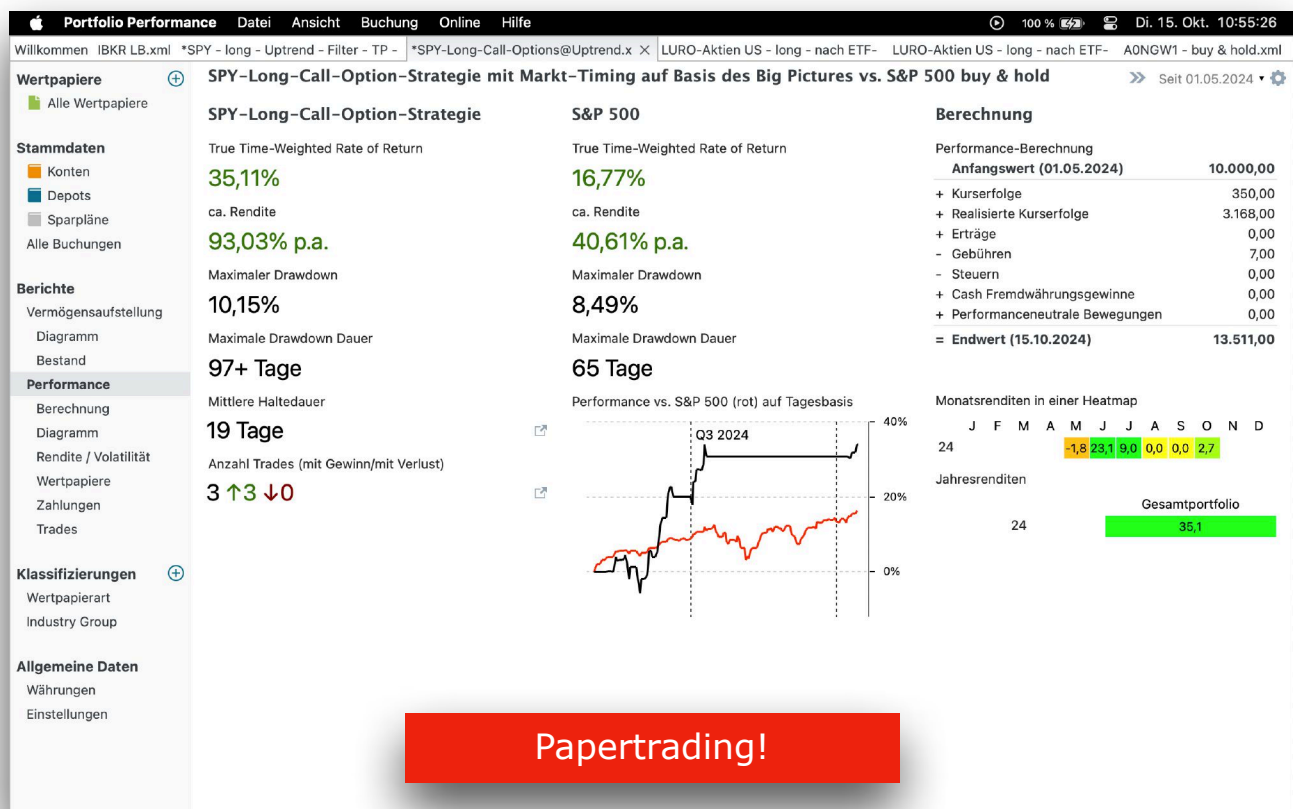 Portfolio Performance Datei Ansicht Buchung Online Hilfe 100 % Di. 15. Okt. 10:55:26
Willkommen IBKR LB.xml *SPY - long - Uptrend - Filter - TP - *SPY-Long-Call-Options@Uptrend.x LURO-Aktien US - long - nach ETF- LURO-Aktien US - long - nach ETF- A0NGW1 - buy & hold.xml
Wertpapiere
Alle Wertpapiere
Stammdaten
Konten
Depots
Sparpläne
Alle Buchungen
Berichte
Vermögensaufstellung
Diagramm
Bestand
Performance
Berechnung
Diagramm
Rendite / Volatilität
Wertpapiere
Zahlungen
Trades
Klassifizierungen
Wertpapierart
Industry Group
Allgemeine Daten
Währungen
Einstellungen
SPY-Long-Call-Option-Strategie mit Markt-Timing auf Basis des Big Pictures vs. S&P 500 buy & hold
Seit 01.05.2024
SPY-Long-Call-Option-Strategie
True Time-Weighted Rate of Return
35,11%
ca. Rendite
93,03% p.a.
Maximaler Drawdown
10,15%
Maximale Drawdown Dauer
97+ Tage
Mittlere Haltedauer
19 Tage
Anzahl Trades (mit Gewinn/mit Verlust)
3 ↑3 ↓0
S&P 500
True Time-Weighted Rate of Return
16,77%
ca. Rendite
40,61% p.a.
Maximaler Drawdown
8,49%
Maximale Drawdown Dauer
65 Tage
Performance vs. S&P 500 (rot) auf Tagesbasis
Q3 2024
40%
20%
0%
Berechnung
Performance-Berechnung
Anfangswert (01.05.2024) 10.000,00
+ Kurserfolge 350,00
+ Realisierte Kurserfolge 3.168,00
+ Erträge 0,00
- Gebühren 7,00
- Steuern 0,00
+ Cash Fremdwährungsgewinne 0,00
+ Performanceneutrale Bewegungen 0,00
= Endwert (15.10.2024) 13.511,00
Monatsrenditen in einer Heatmap
J F M A M J J A S O N D
24 -1,8 23,1 9,0 0,0 0,0 2,7
Jahresrenditen
Gesamtportfolio
24 35,1
Papertrading!